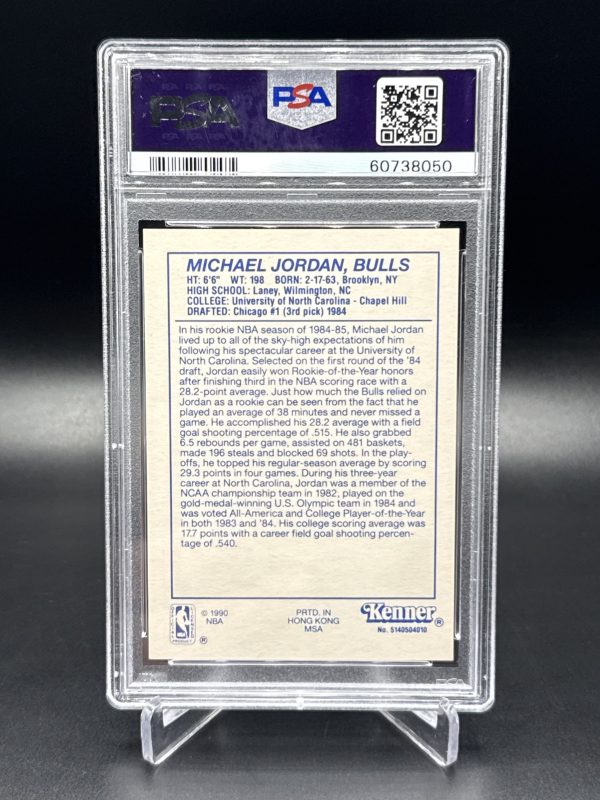 PSA
PSA
60738050
MICHAEL JORDAN, BULLS
HT: 6'6" WT: 198 BORN: 2-17-63, Brooklyn, NY
HIGH SCHOOL: Laney, Wilmington, NC
COLLEGE: University of North Carolina - Chapel Hill
DRAFTED: Chicago #1 (3rd pick) 1984
In his rookie NBA season of 1984-85, Michael Jordan
lived up to all of the sky-high expectations of him
following his spectacular career at the University of
North Carolina. Selected on the first round of the '84
draft, Jordan easily won Rookie-of-the-Year honors
after finishing third in the NBA scoring race with a
28.2-point average. Just how much the Bulls relied on
Jordan as a rookie can be seen from the fact that he
played an average of 38 minutes and never missed a
game. He accomplished his 28.2 average with a field
goal shooting percentage of .515. He also grabbed
6.5 rebounds per game, assisted on 481 baskets,
made 196 steals and blocked 69 shots. In the play-
offs, he topped his regular-season average by scoring
29.3 points in four games. During his three-year
career at North Carolina, Jordan was a member of the
NCAA championship team in 1982, played on the
gold-medal-winning U.S. Olympic team in 1984 and
was voted All-America and College Player-of-the-Year
in both 1983 and '84. His college scoring average was
17.7 points with a career field goal shooting percen-
tage of .540.
® © 1990
NBA
PRTD. IN
HONG KONG
MSA
Kenner®
No. 5140504010